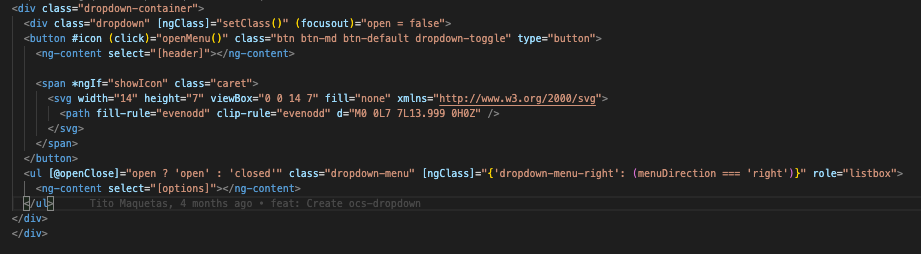 <div class="dropdown-container">
  <div class="dropdown" [ngClass]="setClass()" (focusout)="open = false">
  <button #icon (click)="openMenu()" class="btn btn-md btn-default dropdown-toggle" type="button">
    <ng-content select="[header]"></ng-content>

    <span *ngIf="showIcon" class="caret">
      <svg width="14" height="7" viewBox="0 0 14 7" fill="none" xmlns="http://www.w3.org/2000/svg">
        <path fill-rule="evenodd" clip-rule="evenodd" d="M0 0L7 7L13.999 0H0Z" />
      </svg>
    </span>
  </button>
  <ul [@openClose]="open ? 'open' : 'closed'" class="dropdown-menu" [ngClass]="{'dropdown-menu-right': (menuDirection === 'right')}" role="listbox">
    <ng-content select="[options]"></ng-content>
  </ul>      Tito Maquetas, 4 months ago • feat: Create ocs-dropdown
</div>
</div>